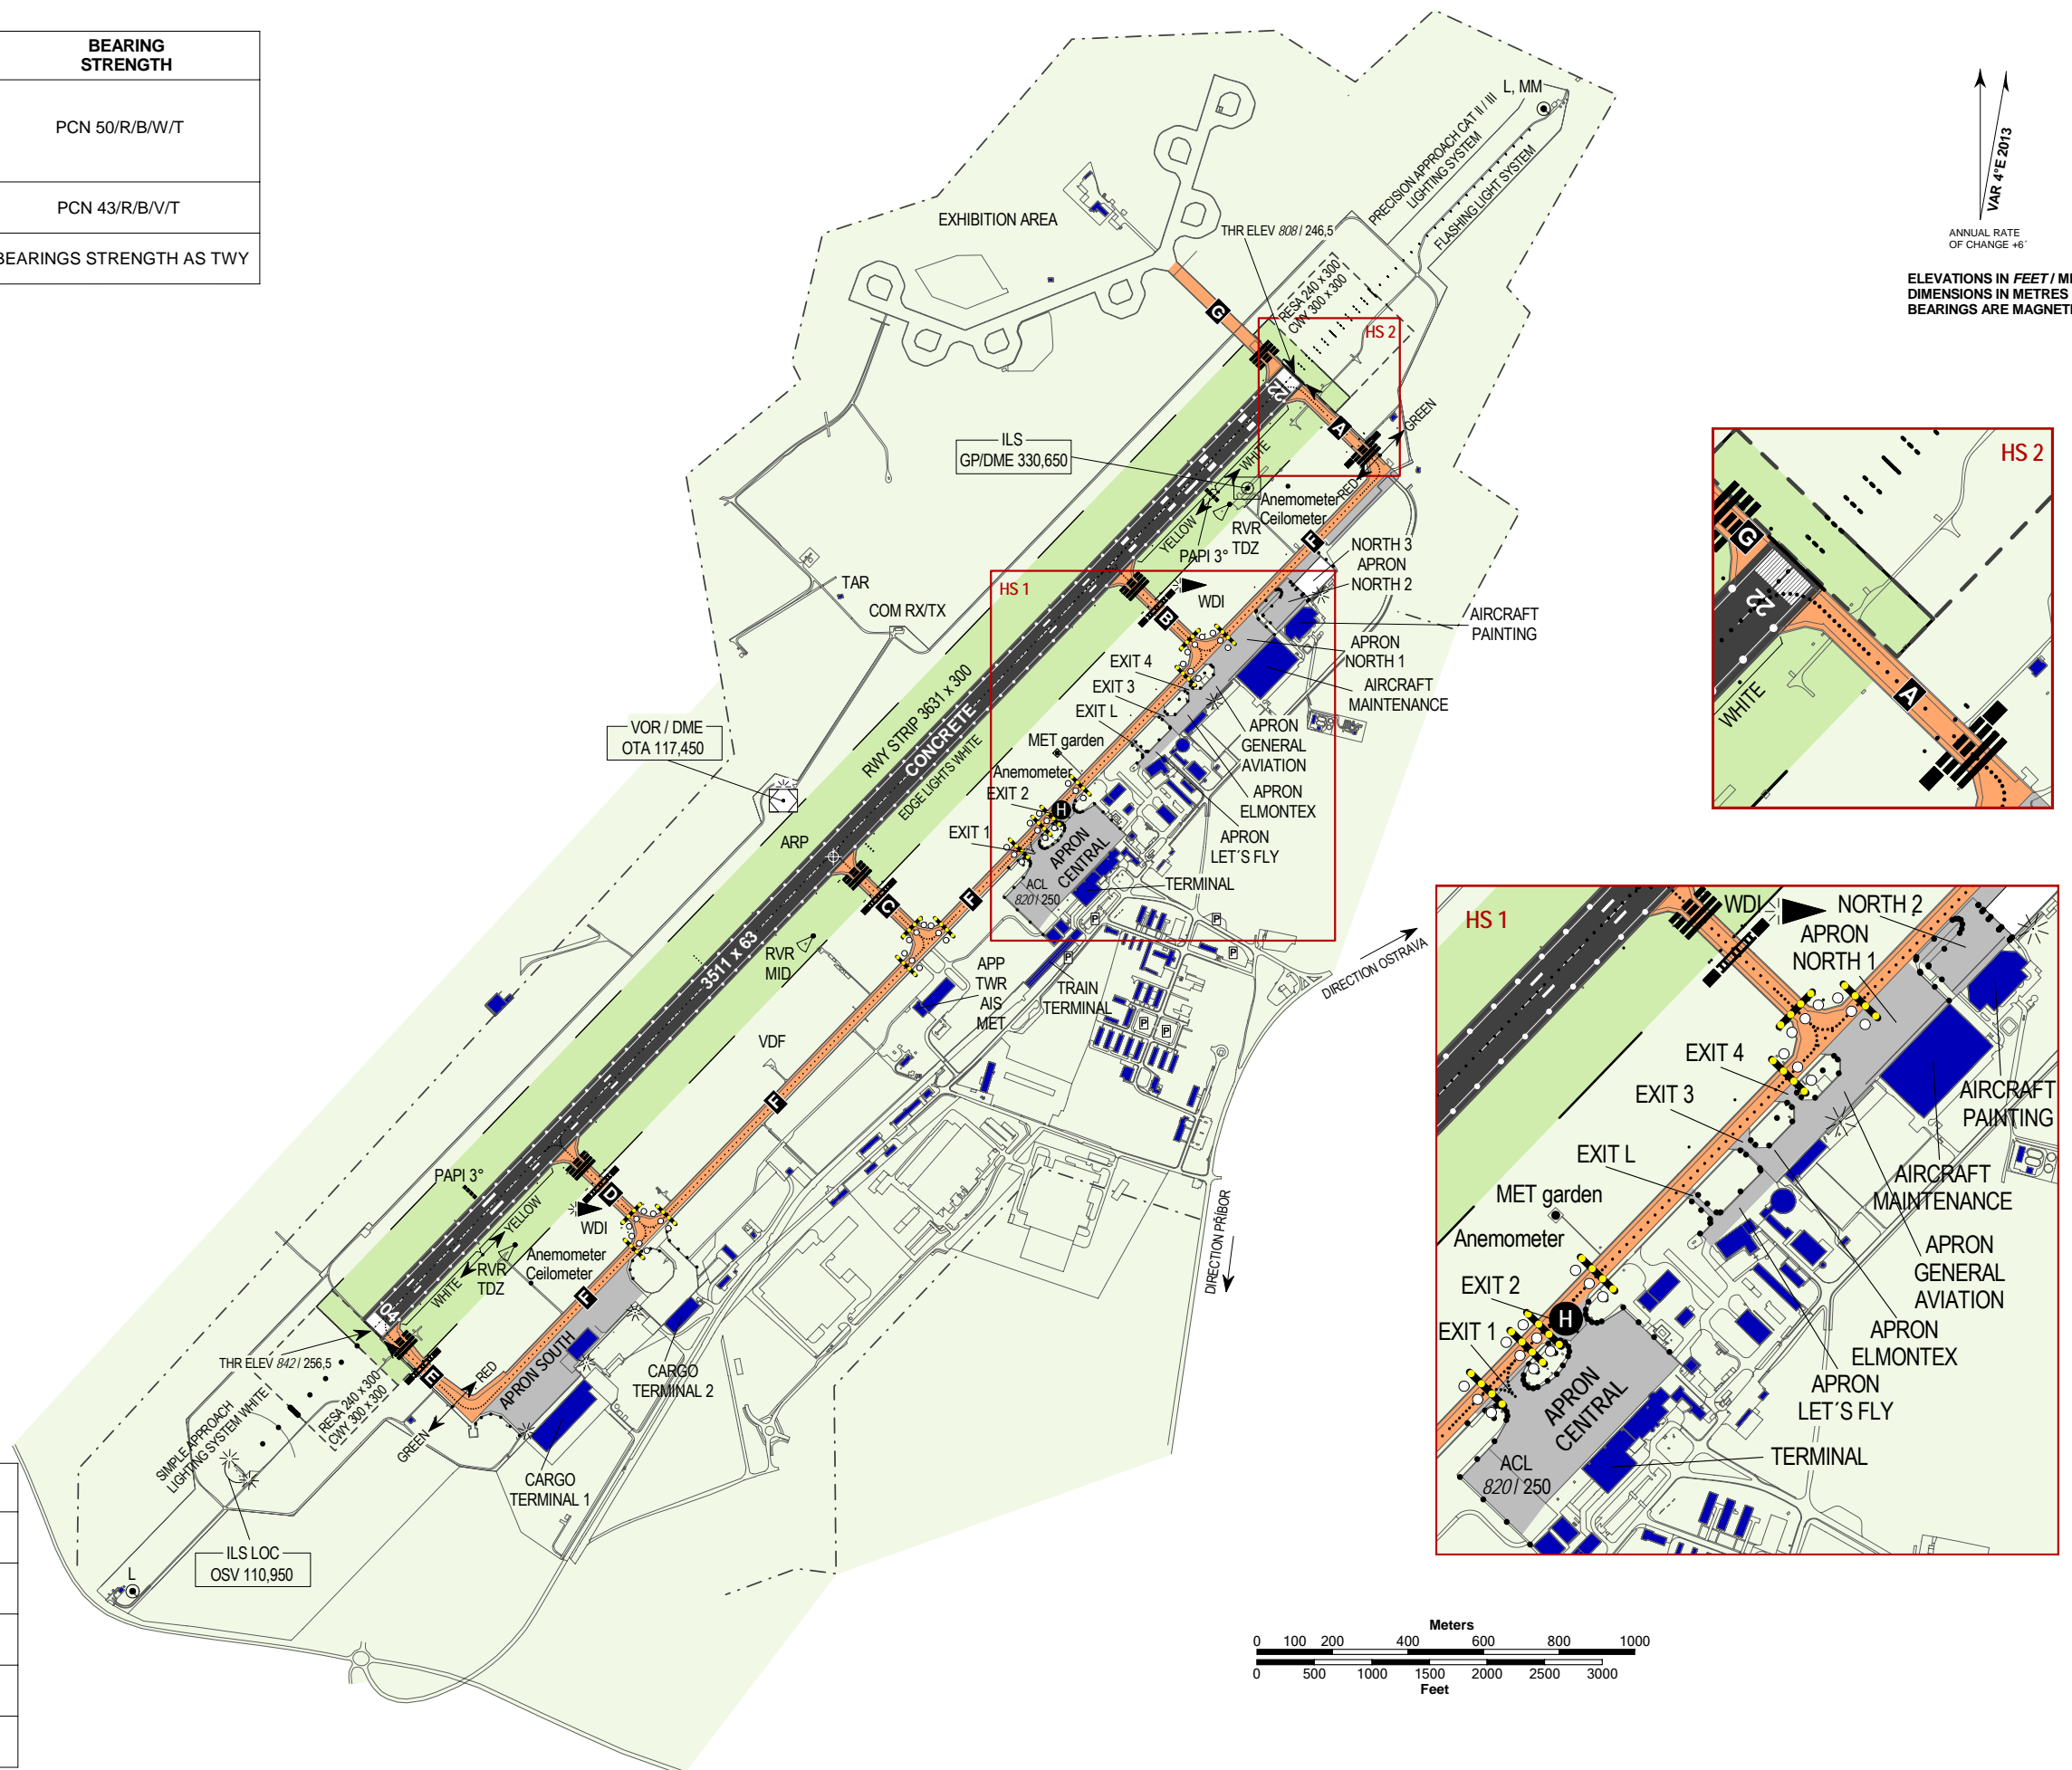 BEARING
STRENGTH
PCN 50/R/B/W/T
PCN 43/R/B/V/T
BEARINGS STRENGTH AS TWY
VAR 4°E 2013
ANNUAL RATE
OF CHANGE +6´
ELEVATIONS IN FEET / M
DIMENSIONS IN METRES
BEARINGS ARE MAGNET
L, MM
PRECISION APPROACH CAT II / III
LIGHTING SYSTEM
FLASHING LIGHT SYSTEM
EXHIBITION AREA
THR ELEV 808 / 246,5
RESA 240 x 300
CWY 300 x 300
G
HS 2
22
A
GREEN
RED
WHITE
YELLOW
ILS
GP/DME 330,650
Anemometer
Ceilometer
RVR
TDZ
PAPI 3°
F
NORTH 3
APRON
NORTH 2
HS 1
WDI
B
TAR
COM RX/TX
AIRCRAFT
PAINTING
APRON
NORTH 1
AIRCRAFT
MAINTENANCE
EXIT 4
EXIT 3
EXIT L
MET garden
Anemometer
EXIT 2
EXIT 1
H
APRON
GENERAL
AVIATION
APRON
ELMONTEX
APRON
LET´S FLY
APRON
CENTRAL
ACL
820 / 250
TERMINAL
P
P
P
P
P
P
RWY STRIP 3631 x 300
CONCRETE
EDGE LIGHTS WHITE
VOR / DME
OTA 117,450
ARP
C
F
3511 x 63
RVR
MID
APP
TWR
AIS
MET
TRAIN
TERMINAL
DIRECTION OSTRAVA
VDF
F
DIRECTION PŘÍBOR
PAPI 3°
D
WDI
YELLOW
WHITE
RVR
TDZ
Anemometer
Ceilometer
F
04
THR ELEV 842 / 256,5
E
RED
GREEN
APRON SOUTH
CARGO
TERMINAL 2
CARGO
TERMINAL 1
RESA 240 x 300
CWY 300 x 300
SIMPLE APPROACH
LIGHTING SYSTEM WHITE
ILS LOC
OSV 110,950
L
HS 2
G
22
A
WHITE
HS 1
WDI
NORTH 2
APRON
NORTH 1
EXIT 4
EXIT 3
EXIT L
MET garden
Anemometer
EXIT 2
EXIT 1
H
AIRCRAFT
PAINTING
AIRCRAFT
MAINTENANCE
APRON
GENERAL
AVIATION
APRON
ELMONTEX
APRON
LET´S FLY
APRON
CENTRAL
ACL
820 / 250
TERMINAL
Meters
0 100 200 400 600 800 1000
0 500 1000 1500 2000 2500 3000
Feet